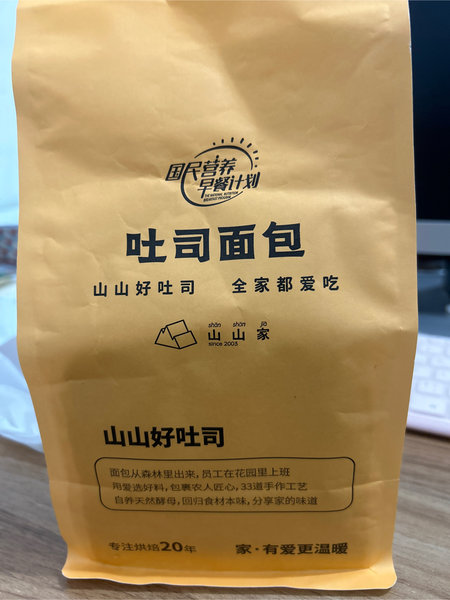 国民营养
早餐计划
THE NATIONAL NUTRITION
BREAKFAST PROGRAM
吐司面包
山山好吐司 全家都爱吃
shān shān jiā
山山家
since 2003
山山好吐司
面包从森林里出来，员工在花园里上班
用爱选好料，包裹农人匠心，33道手作工艺
自养天然酵母，回归食材本味，分享家的味道
专注烘焙20年 家·有爱更温暖